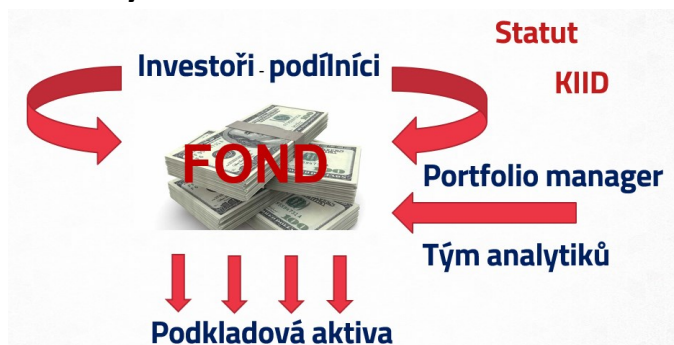 Statut
Investoři - podílníci
KIID
FOND
Portfolio manager
Tým analytiků
Podkladová aktiva